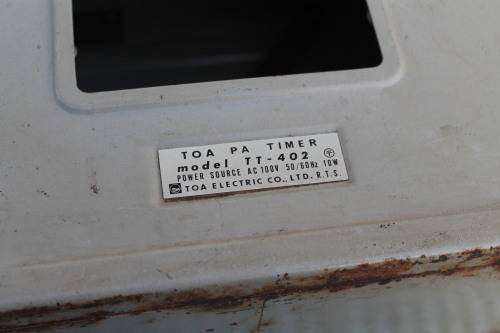 TOA PA TIMER
model TT-402
POWER SOURCE AC100V 50/60Hz 10W
TOA ELECTRIC CO., LTD. R.T.S.